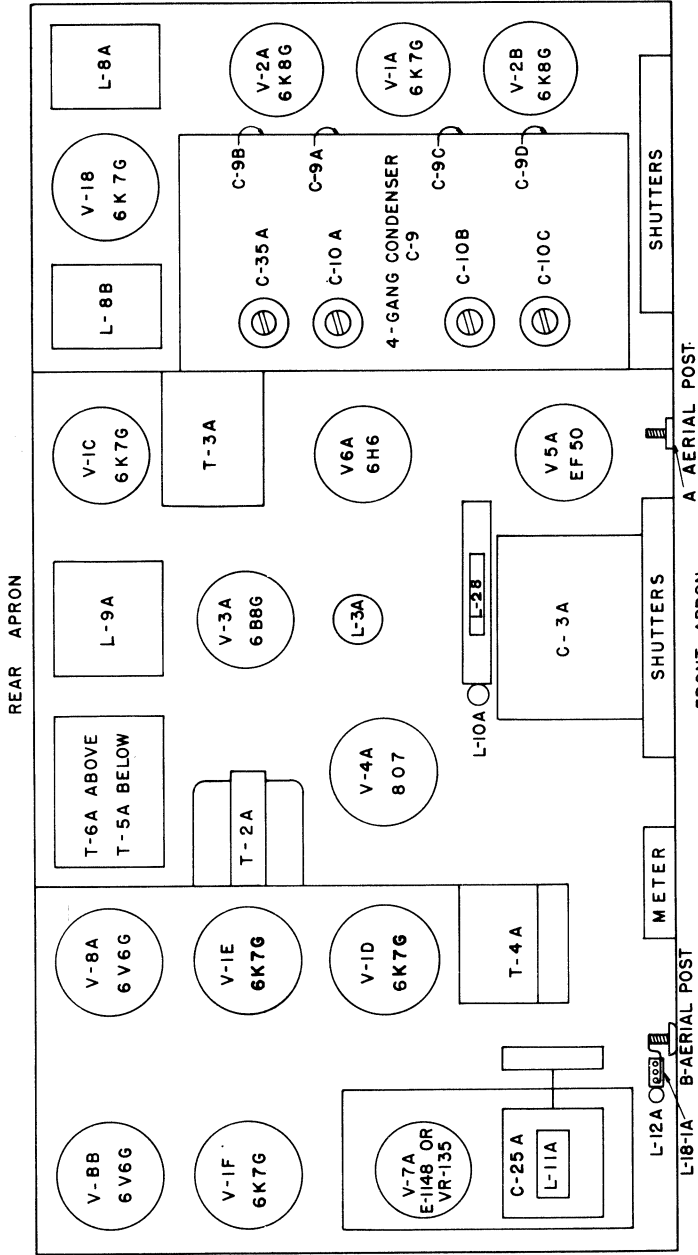 REAR APRON
V-8B
6V6G
V-8A
6V6G
T-6A ABOVE
T-5A BELOW
L-9A
V-1C
6K7G
L-8B
V-18
6K7G
L-8A
V-1F
6K7G
V-1E
6K7G
T-2A
V-3A
6B8G
T-3A
C-35A
C-9B
V-2A
6K8G
V-7A
E-1148 OR
VR-135
V-1D
6K7G
V-4A
807
L-3A
V6A
6H6
C-10A
C-9A
4-GANG CONDENSER
C-9
V-1A
6K7G
C-10B
C-9C
C-25A
L-11A
T-4A
L-10A
L-28
C-3A
V5A
EF50
C-10C
C-9D
V-2B
6K8G
L-12A
METER
SHUTTERS
SHUTTERS
L-18-1A
B-AERIAL POST
A AERIAL POST
FRONT APRON